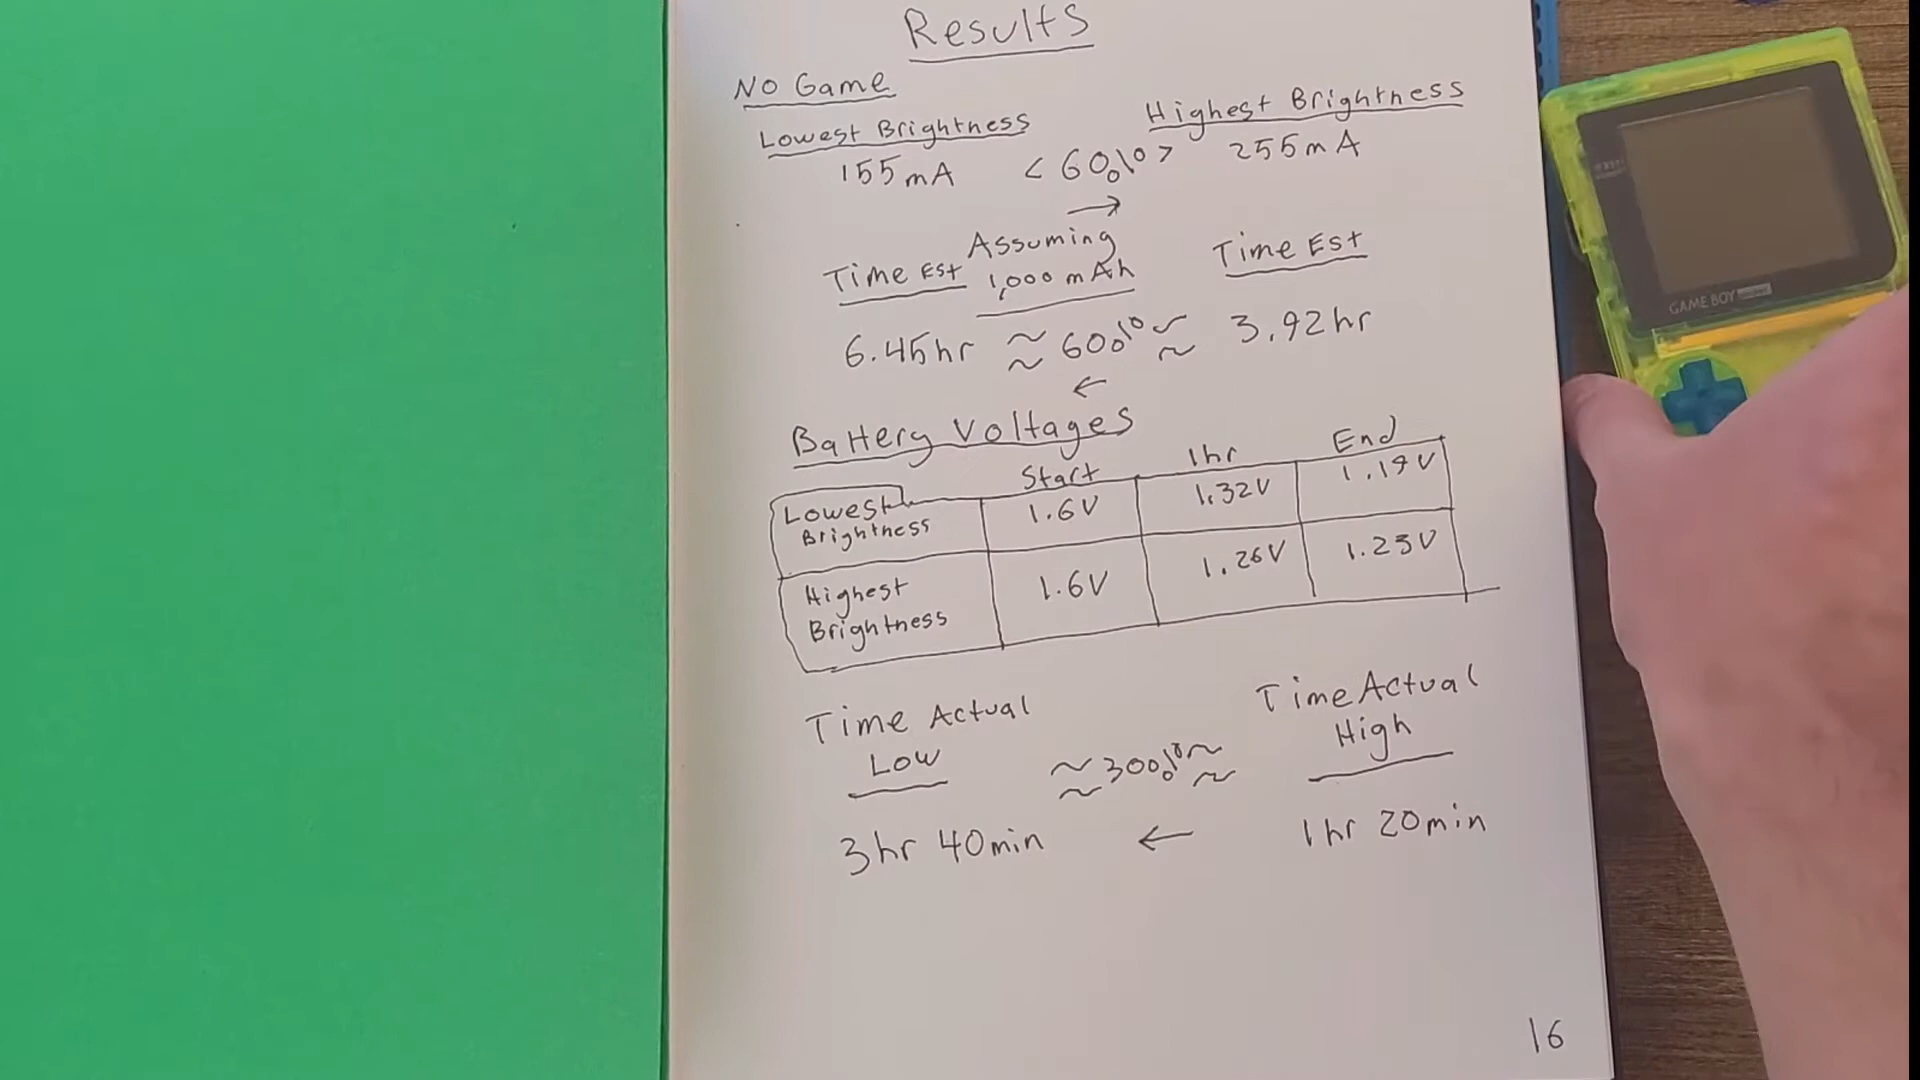 Results
No Game
Lowest Brightness
Highest Brightness
155mA < 60% > 255mA
→
Assuming
1,000 mAh
Time Est
Time Est
6.45hr ≈ 60% ≈ 3.92hr
←
Battery Voltages
Start 1hr End
Lowest Brightness 1.6V 1.32V 1.19V
Highest Brightness 1.6V 1.26V 1.23V
Time Actual
Low
Time Actual
High
≈ 300% ≈
3hr 40min ← 1hr 20min
16
GAME BOY